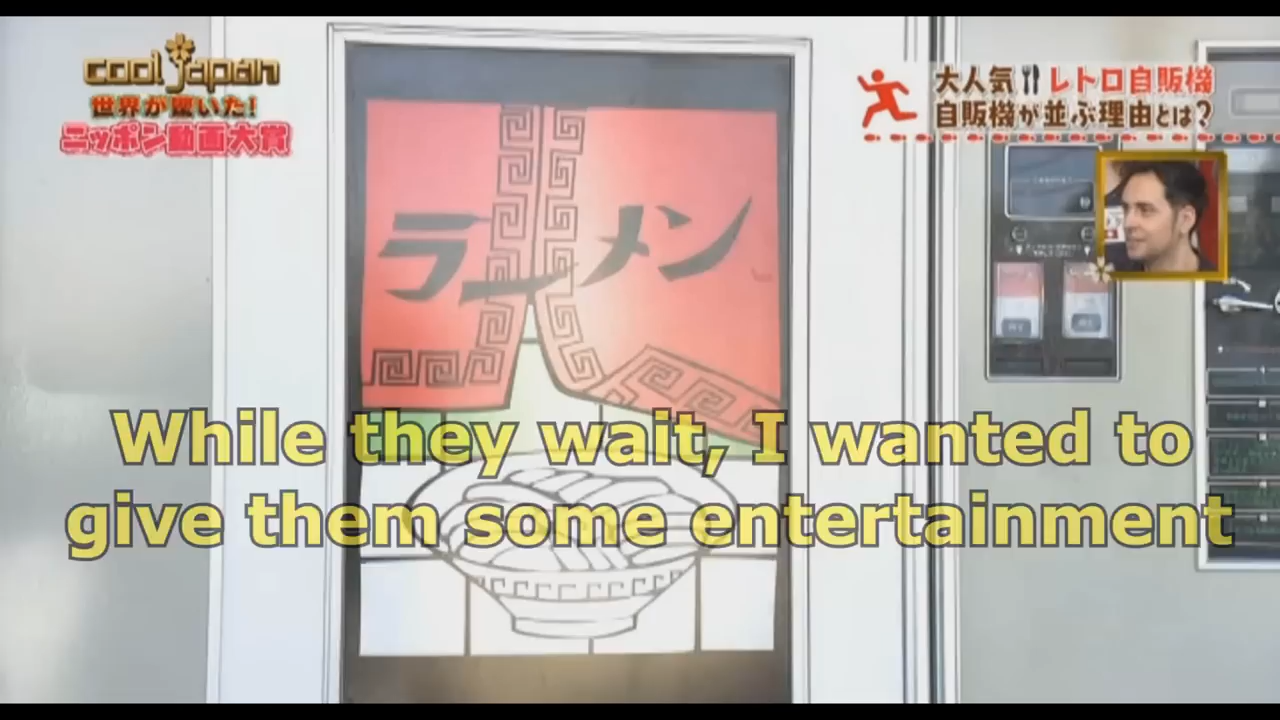 cool japan
世界が驚いた!
ニッポン動画大賞
大人気 レトロ自販機
自販機が並ぶ理由とは?
ラーメン
While they wait, I wanted to
give them some entertainment